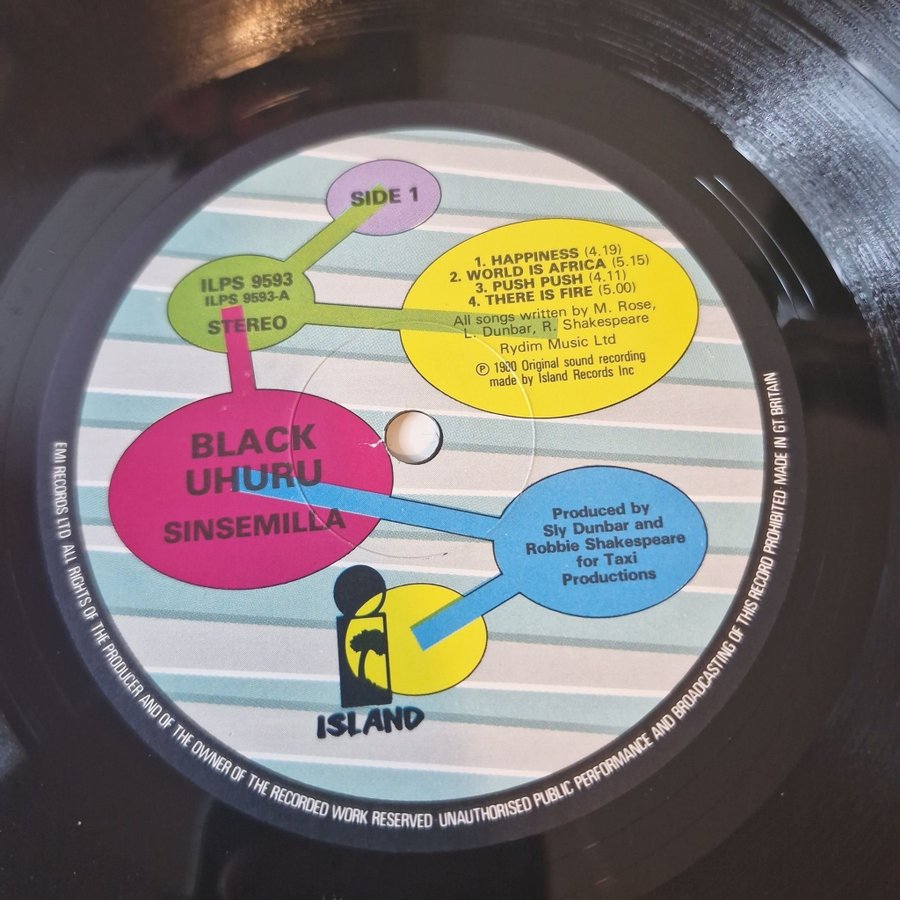 SIDE 1
ILPS 9593
ILPS 9593-A
STEREO
1. HAPPINESS (4.19)
2. WORLD IS AFRICA (5.15)
3. PUSH PUSH (4.11)
4. THERE IS FIRE (5.00)
All songs written by M. Rose,
L. Dunbar, R. Shakespeare
Rydim Music Ltd
℗ 1980 Original sound recording
made by Island Records Inc
BLACK
UHURU
SINSEMILLA
Produced by
Sly Dunbar and
Robbie Shakespeare
for Taxi
Productions
ISLAND
EMI RECORDS LTD ALL RIGHTS OF THE PRODUCER AND OF THE OWNER OF THE RECORDED WORK RESERVED UNAUTHORISED PUBLIC PERFORMANCE AND BROADCASTING OF THIS RECORD PROHIBITED · MADE IN GT. BRITAIN